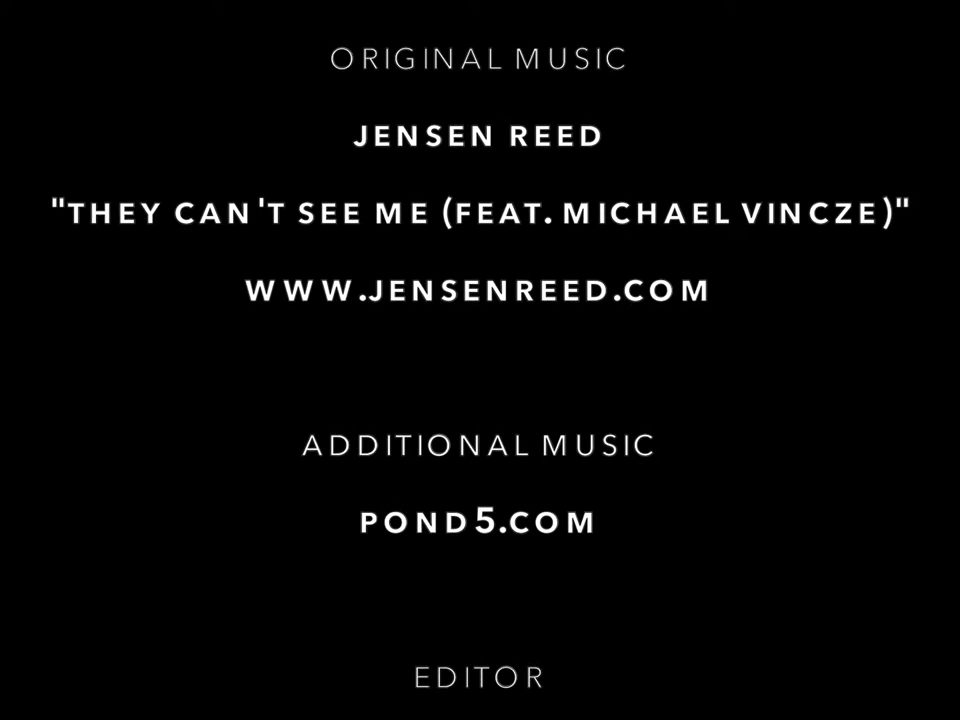 ORIGINAL MUSIC
JENSEN REED
"THEY CAN'T SEE ME (FEAT. MICHAEL VINCZE)"
WWW.JENSENREED.COM
ADDITIONAL MUSIC
POND5.COM
EDITOR